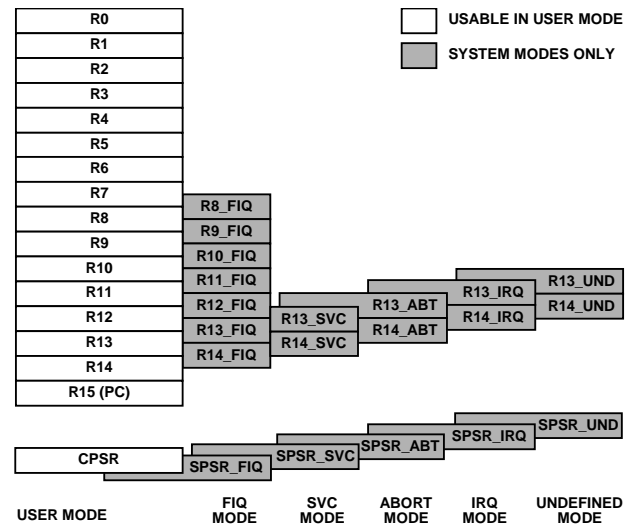 USABLE IN USER MODE
SYSTEM MODES ONLY
R0
R1
R2
R3
R4
R5
R6
R7
R8
R9
R10
R11
R12
R13
R14
R15 (PC)
R8_FIQ
R9_FIQ
R10_FIQ
R11_FIQ
R12_FIQ
R13_FIQ
R14_FIQ
R13_SVC
R14_SVC
R13_ABT
R14_ABT
R13_IRQ
R14_IRQ
R13_UND
R14_UND
CPSR
SPSR_FIQ
SPSR_SVC
SPSR_ABT
SPSR_IRQ
SPSR_UND
USER MODE
FIQ
MODE
SVC
MODE
ABORT
MODE
IRQ
MODE
UNDEFINED
MODE